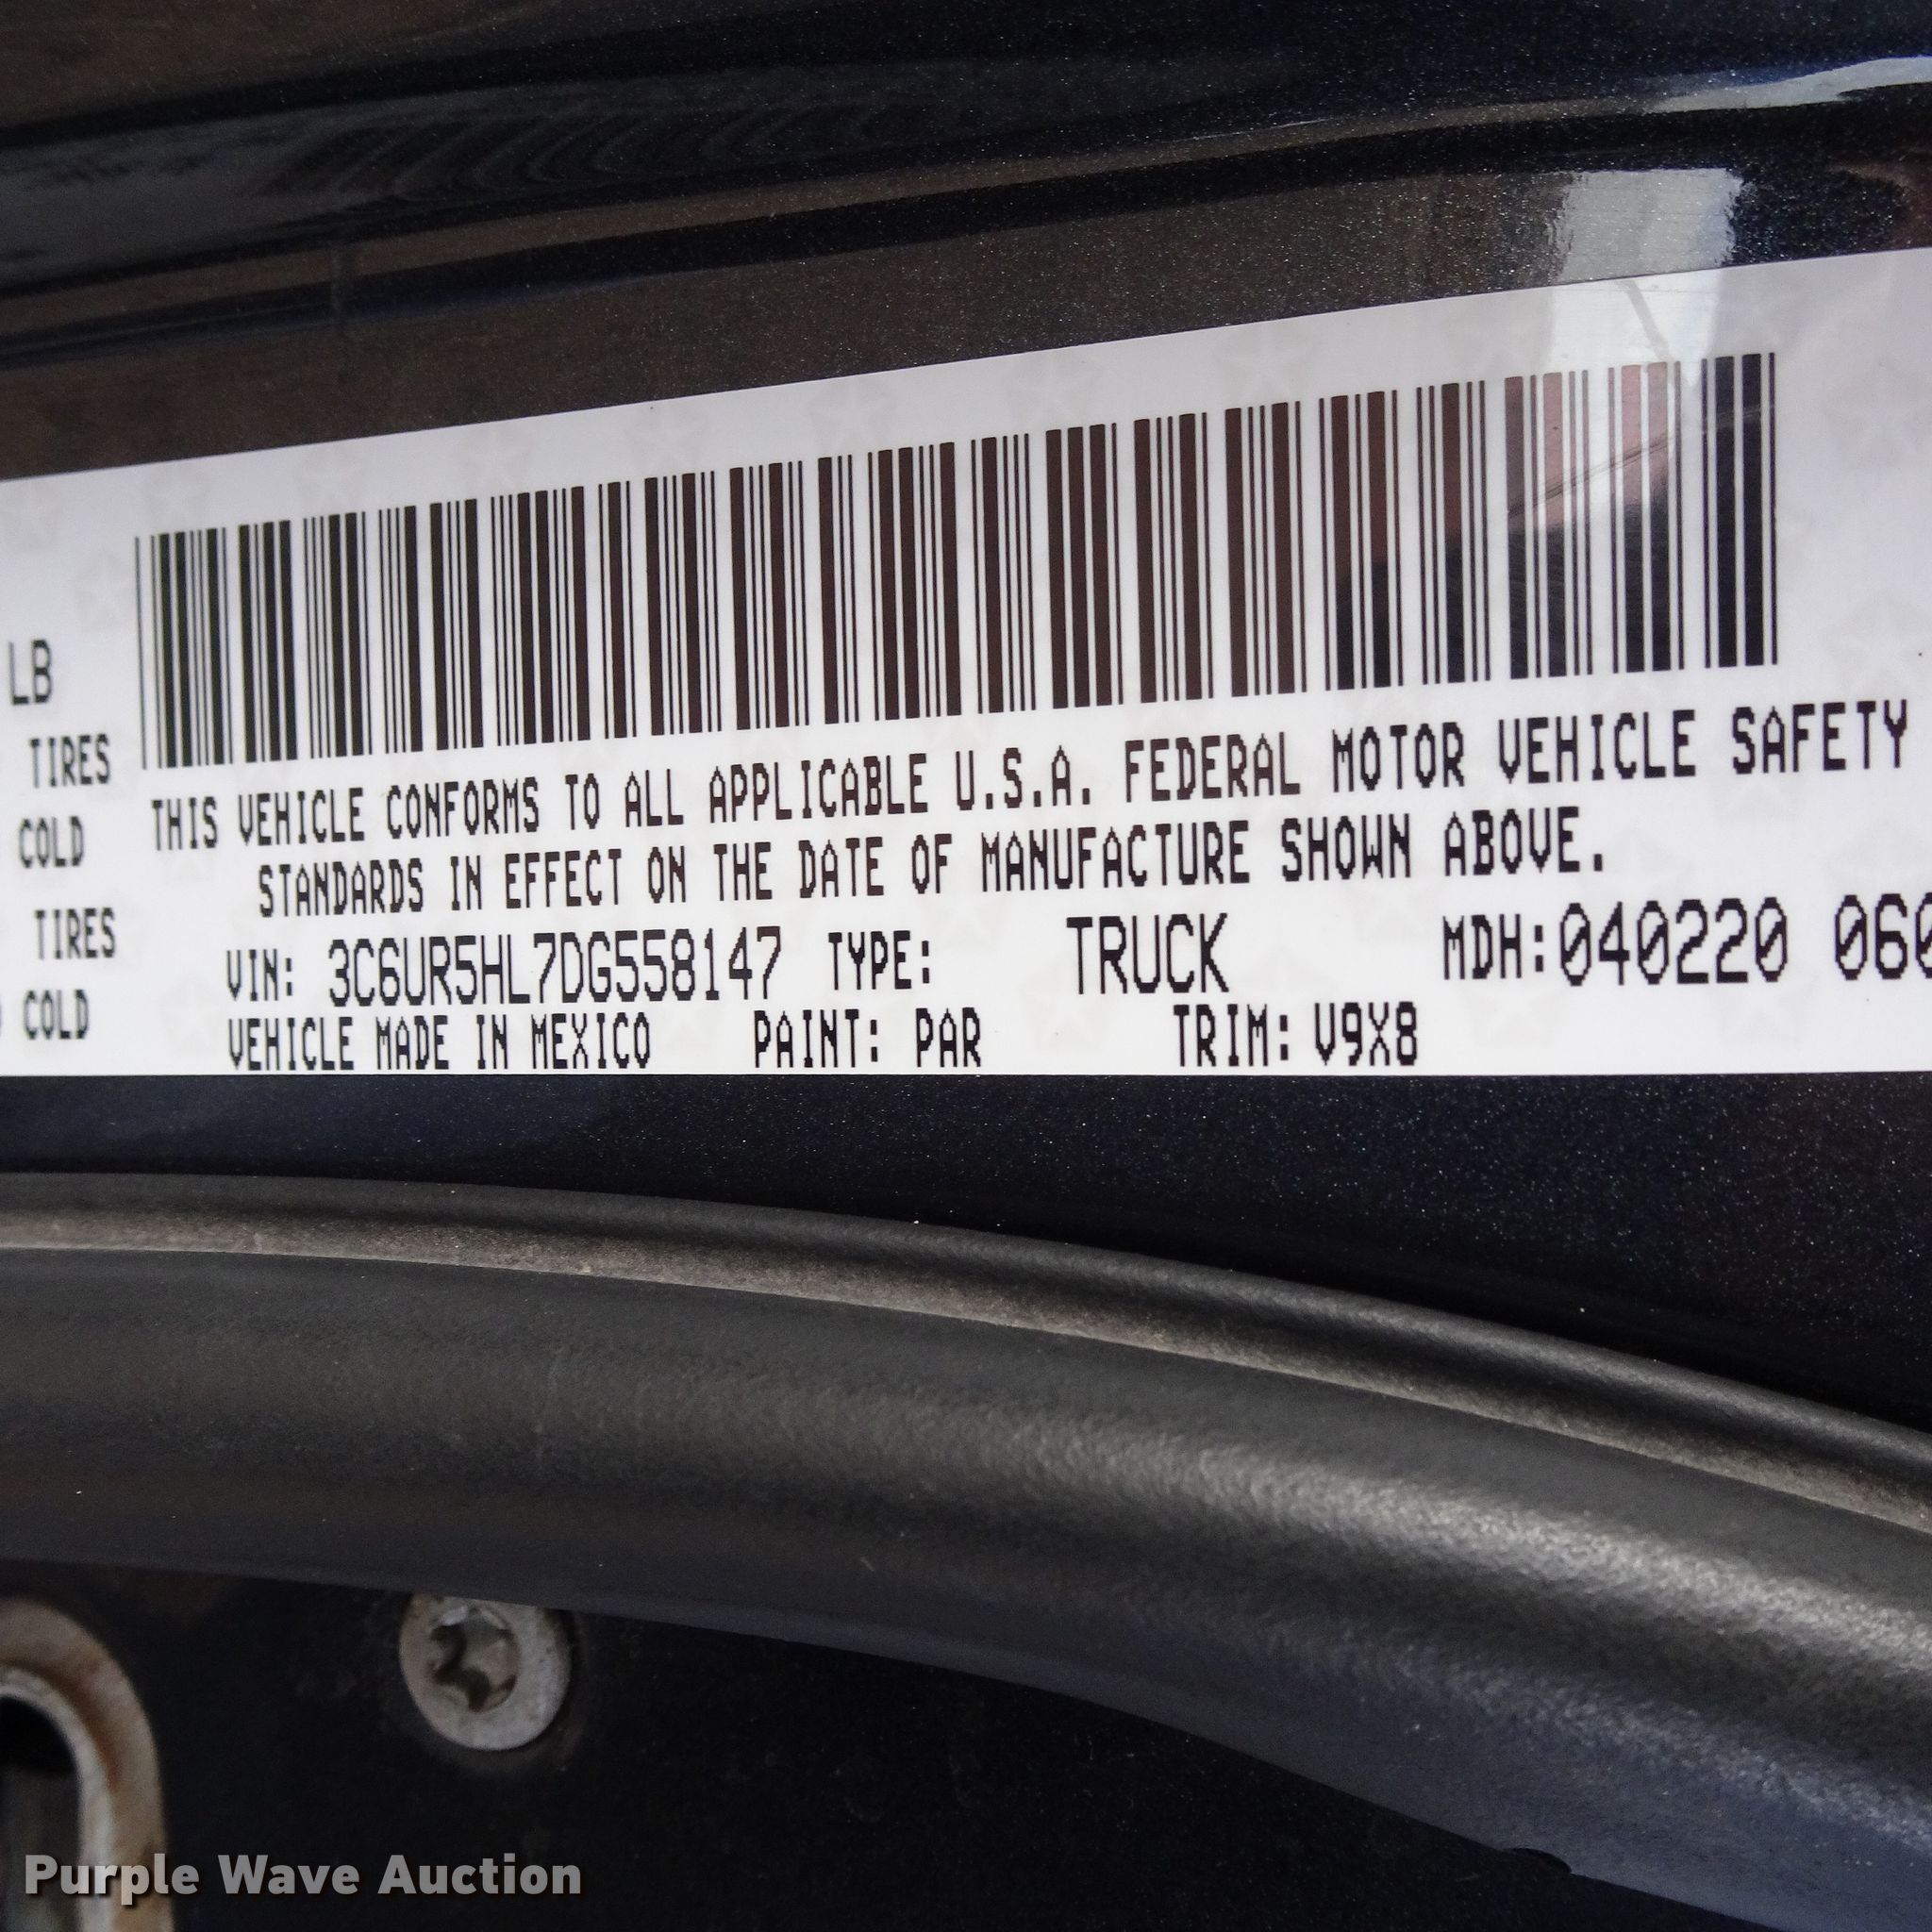 LB
TIRES
COLD
TIRES
COLD
THIS VEHICLE CONFORMS TO ALL APPLICABLE U.S.A. FEDERAL MOTOR VEHICLE SAFETY
STANDARDS IN EFFECT ON THE DATE OF MANUFACTURE SHOWN ABOVE.
VIN: 3C6UR5HL7DG558147 TYPE: TRUCK MDH:040220 060
VEHICLE MADE IN MEXICO PAINT: PAR TRIM: V9X8
Purple Wave Auction